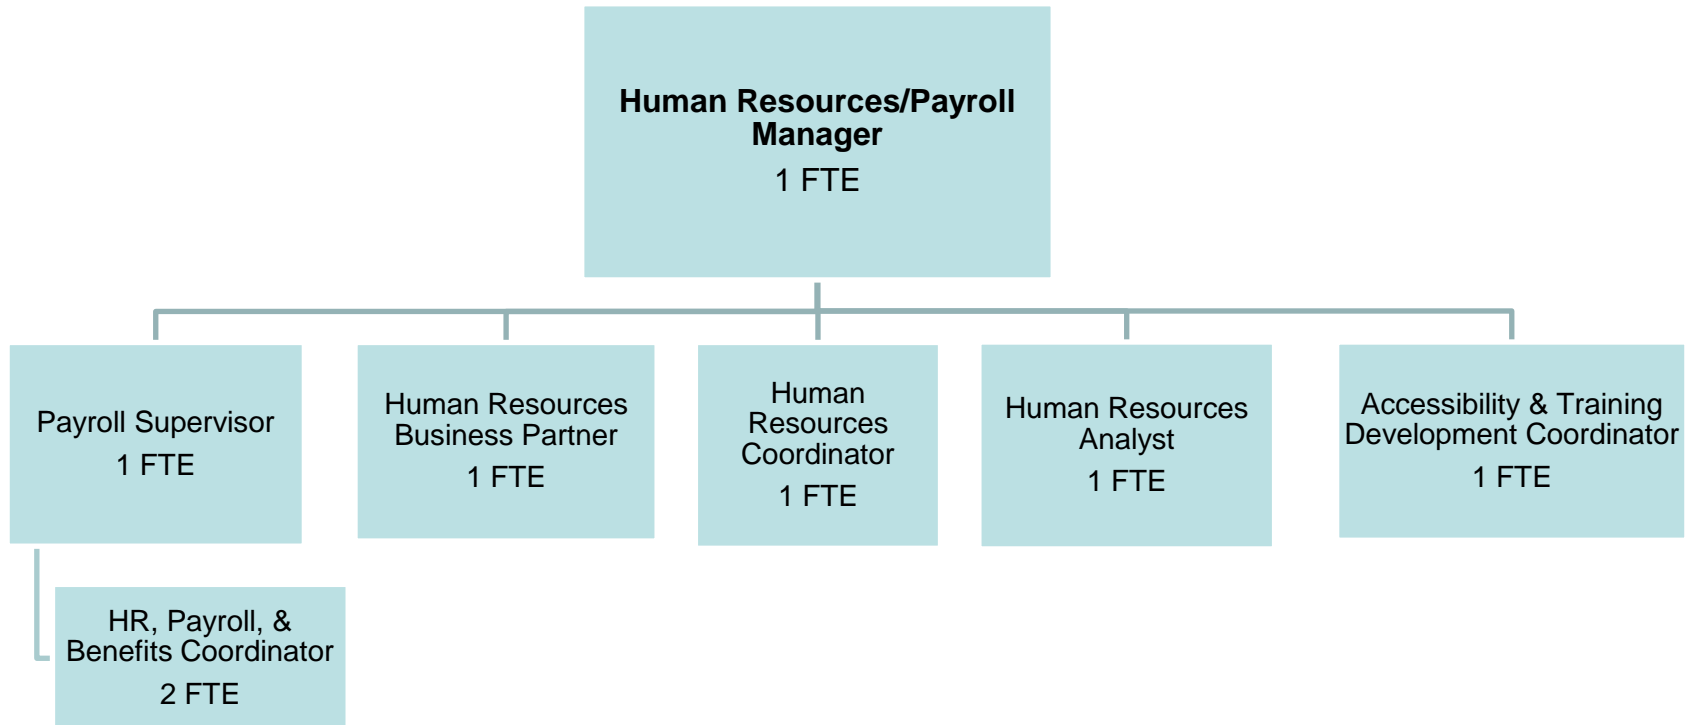 Human Resources/Payroll
Manager
1 FTE
Payroll Supervisor
1 FTE
Human Resources
Business Partner
1 FTE
Human
Resources
Coordinator
1 FTE
Human Resources
Analyst
1 FTE
Accessibility & Training
Development Coordinator
1 FTE
HR, Payroll, &
Benefits Coordinator
2 FTE